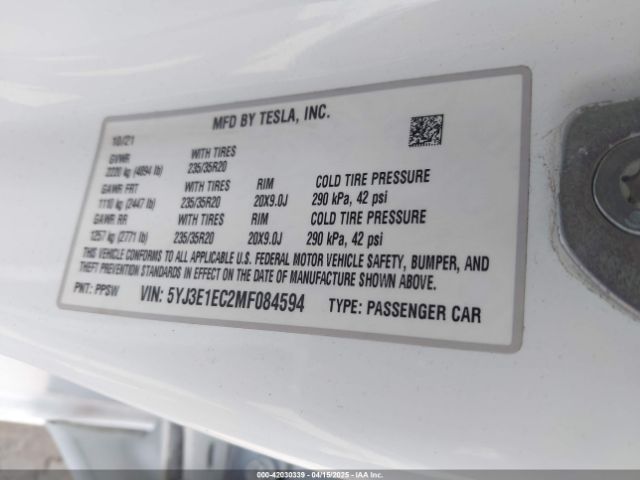 MFD BY TESLA, INC.
10/21
GVWR WITH TIRES
2220 kg (4894 lb) 235/35R20
GAWR FRT WITH TIRES RIM COLD TIRE PRESSURE
1110 kg (2447 lb) 235/35R20 20X9.0J 290 kPa, 42 psi
GAWR RR WITH TIRES RIM COLD TIRE PRESSURE
1257 kg (2771 lb) 235/35R20 20X9.0J 290 kPa, 42 psi
THIS VEHICLE CONFORMS TO ALL APPLICABLE U.S. FEDERAL MOTOR VEHICLE SAFETY, BUMPER, AND
THEFT PREVENTION STANDARDS IN EFFECT ON THE DATE OF MANUFACTURE SHOWN ABOVE.
PNT: PPSW VIN: 5YJ3E1EC2MF084594 TYPE: PASSENGER CAR
000-42030339 - 04/15/2025 - IAA Inc.